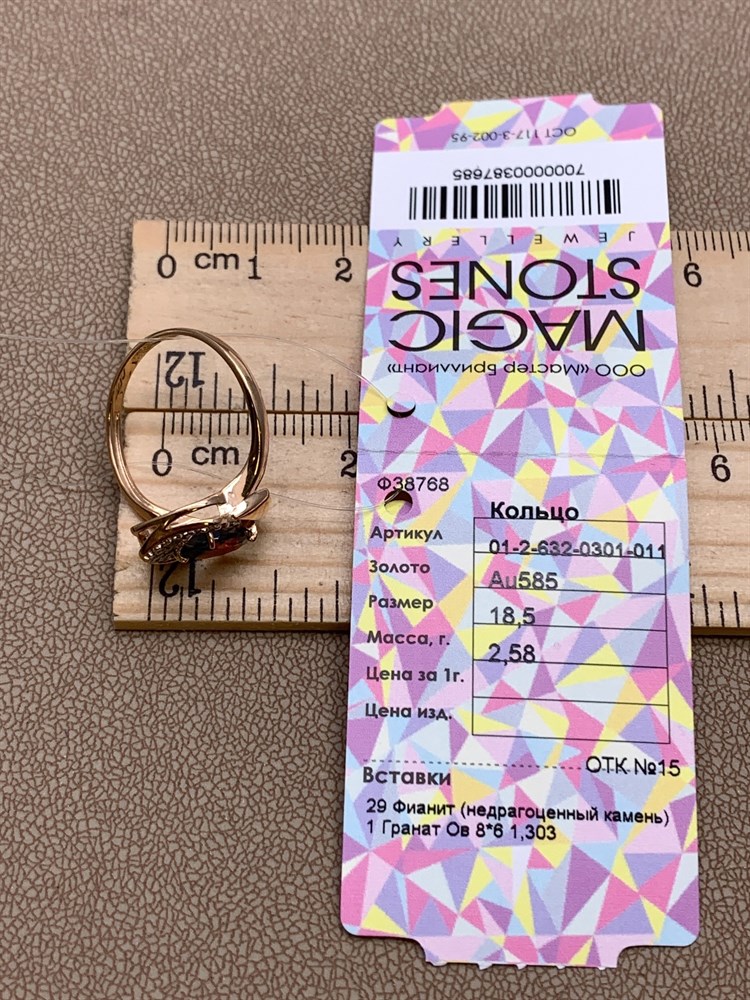 ОСТ 117-3-002-95
7000000387685
JEWELLERY
MAGIC
STONES
ООО «Мастер Бриллиант»
0 cm 1 2 6
12
0 cm 2 6
12
Ф38768
Кольцо
Артикул 01-2-632-0301-011
Золото Au585
Размер 18,5
Масса, г. 2,58
Цена за 1г.
Цена изд.
ОТК №15
Вставки
29 Фианит (недрагоценный камень)
1 Гранат Ов 8*6 1,303